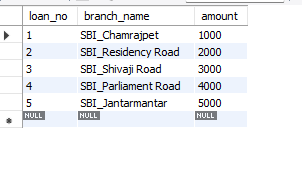 loan_no branch_name amount
1 SBI_Chamrajpet 1000
2 SBI_Residency Road 2000
3 SBI_Shivaji Road 3000
4 SBI_Parliament Road 4000
5 SBI_Jantarmantar 5000
NULL NULL NULL